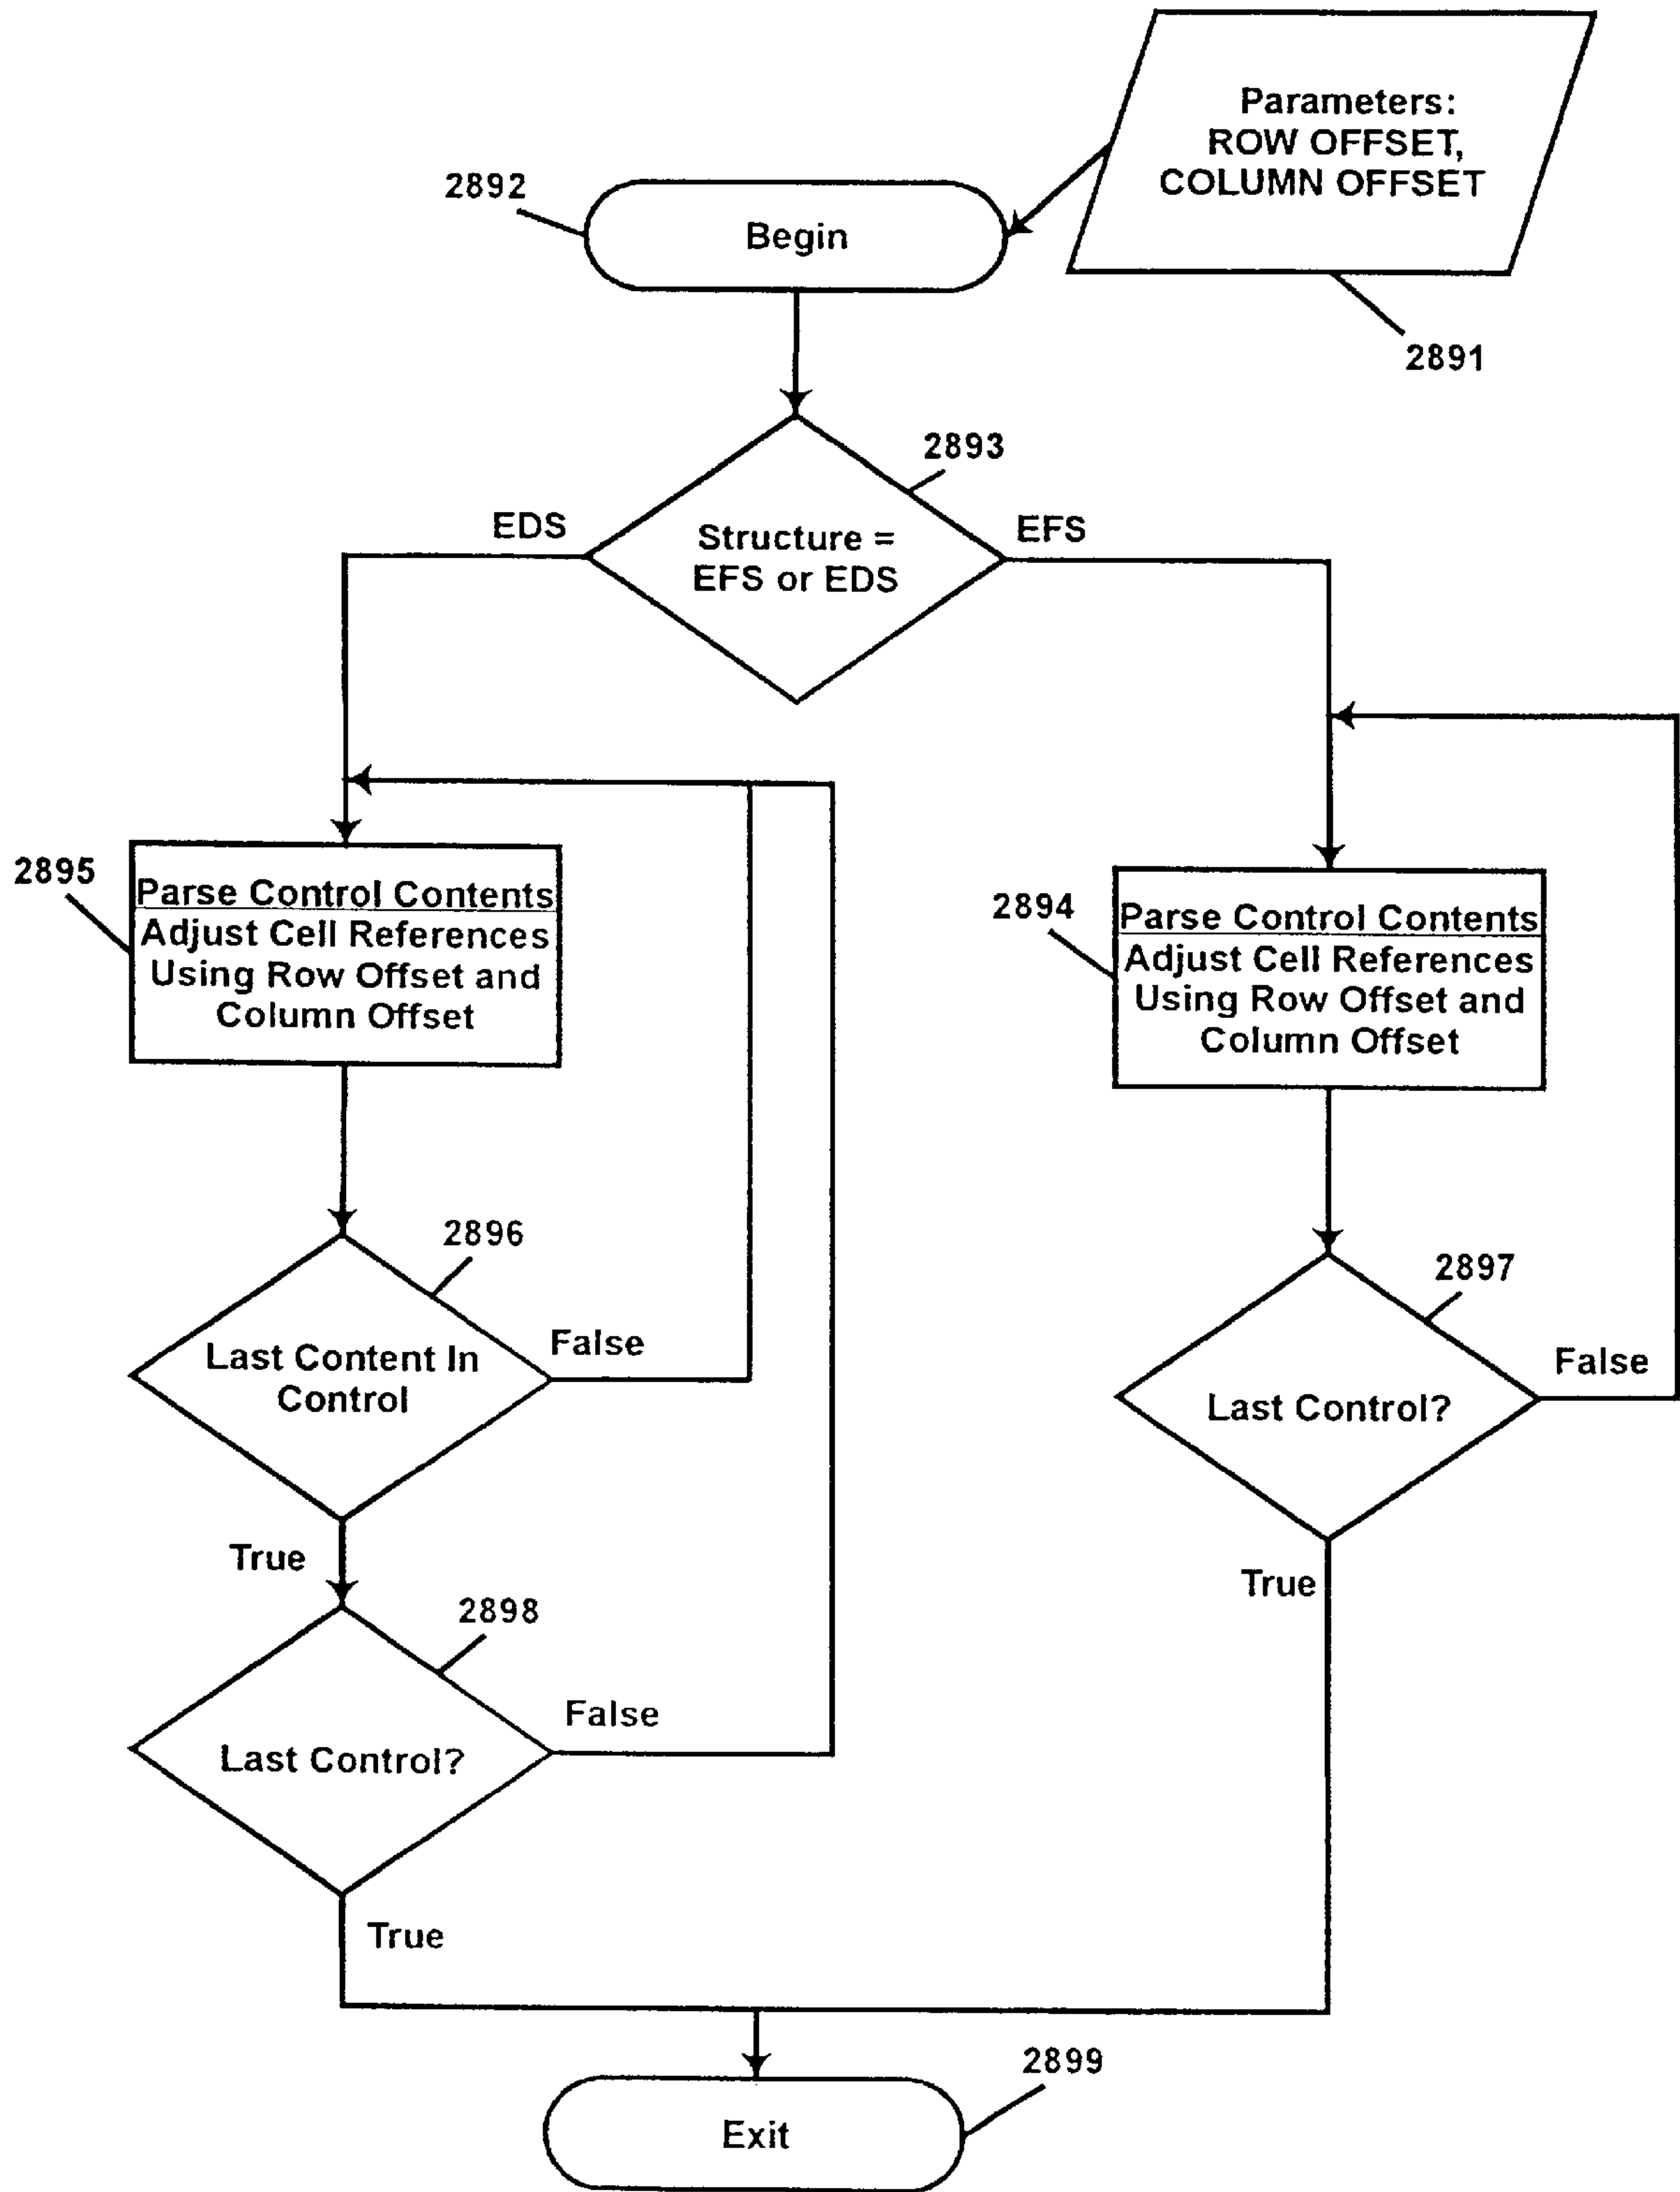 Parameters:
ROW OFFSET,
COLUMN OFFSET
2892
Begin
2891
2893
EDS
Structure =
EFS or EDS
EFS
2895
Parse Control Contents
Adjust Cell References
Using Row Offset and
Column Offset
2894
Parse Control Contents
Adjust Cell References
Using Row Offset and
Column Offset
2896
Last Content In
Control
False
2897
Last Control?
False
True
True
2898
Last Control?
False
True
2899
Exit